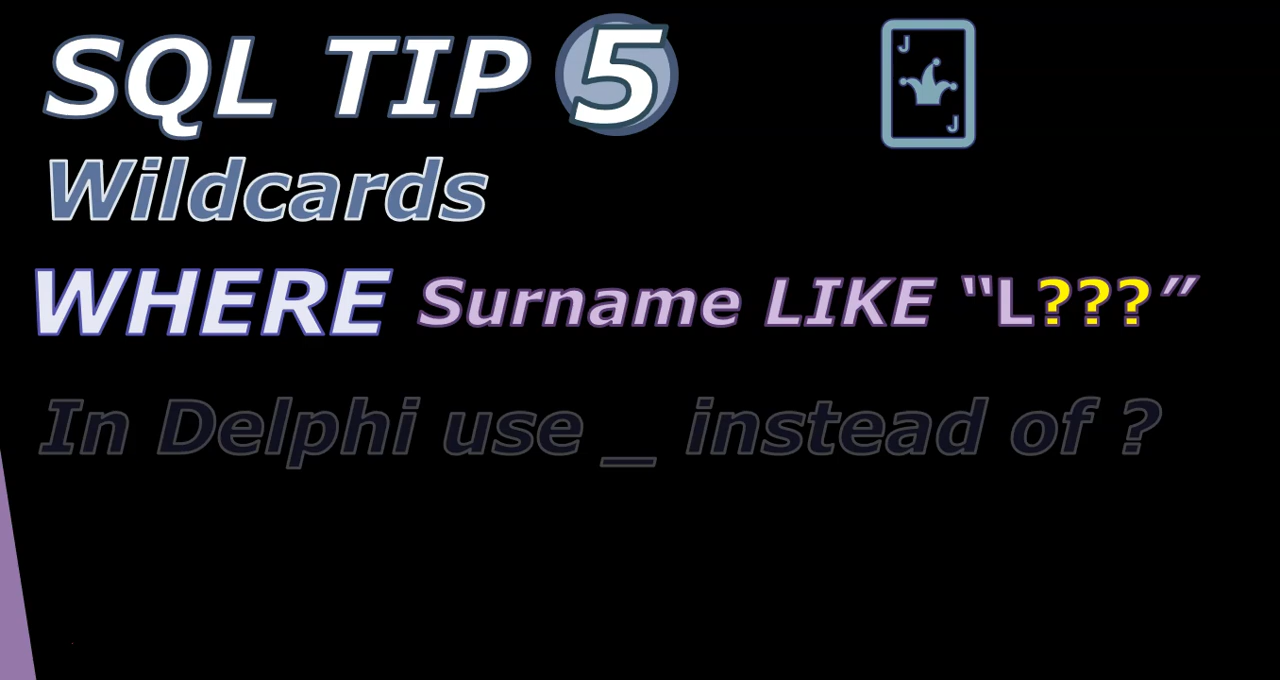 SQL TIP 5
J
J
Wildcards
WHERE Surname LIKE “L???”
In Delphi use _ instead of ?